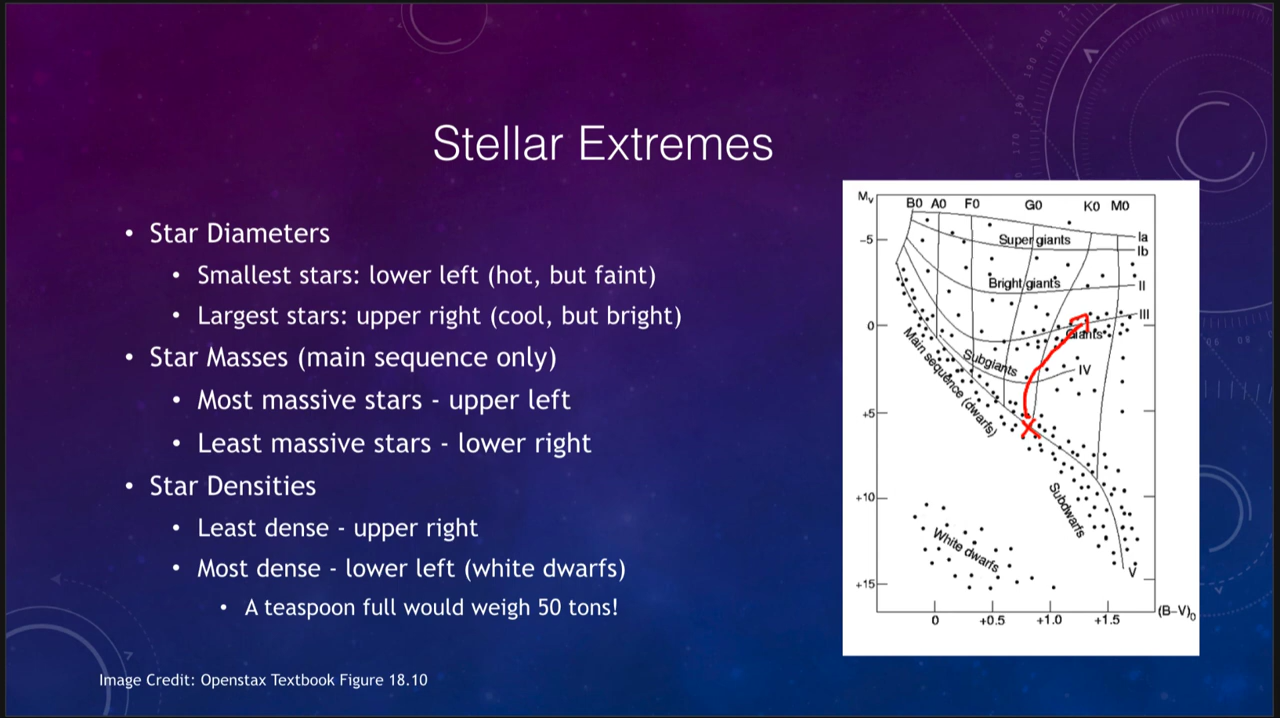 Stellar Extremes
• Star Diameters
• Smallest stars: lower left (hot, but faint)
• Largest stars: upper right (cool, but bright)
• Star Masses (main sequence only)
• Most massive stars - upper left
• Least massive stars - lower right
• Star Densities
• Least dense - upper right
• Most dense - lower left (white dwarfs)
• A teaspoon full would weigh 50 tons!
Image Credit: Openstax Textbook Figure 18.10
Mv
B0 A0 F0 G0 K0 M0
Ia
Super giants
−5
Ib
Bright giants
II
III
0
Giants
Main sequence (dwarfs)
Subgiants
IV
+5
Subdwarfs
+10
White dwarfs
V
+15
(B–V)0
0 +0.5 +1.0 +1.5